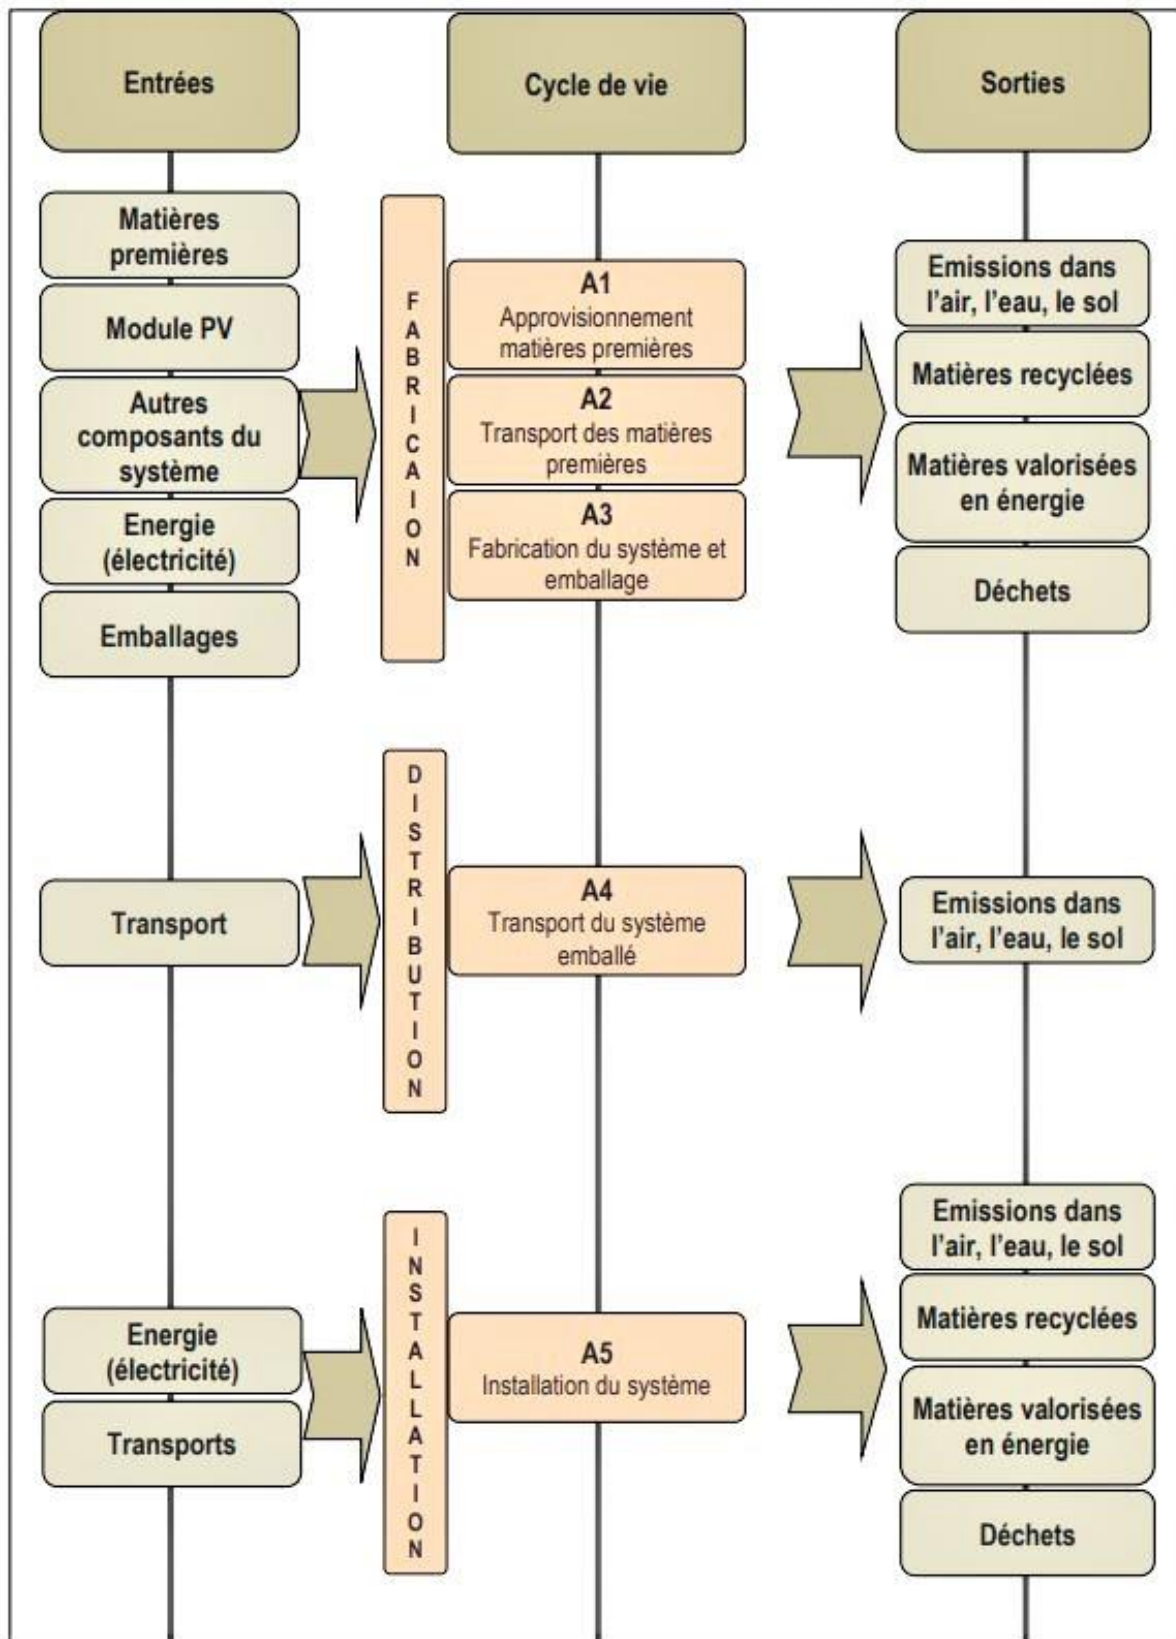 Entrées
Cycle de vie
Sorties
Matières
premières
Module PV
Autres
composants du
système
Energie
(électricité)
Emballages
FABRICAION
A1
Approvisionnement
matières premières
A2
Transport des matières
premières
A3
Fabrication du système et
emballage
Emissions dans
l'air, l'eau, le sol
Matières recyclées
Matières valorisées
en énergie
Déchets
Transport
DISTRIBUTION
A4
Transport du système
emballé
Emissions dans
l'air, l'eau, le sol
Energie
(électricité)
Transports
INSTALLATION
A5
Installation du système
Emissions dans
l'air, l'eau, le sol
Matières recyclées
Matières valorisées
en énergie
Déchets